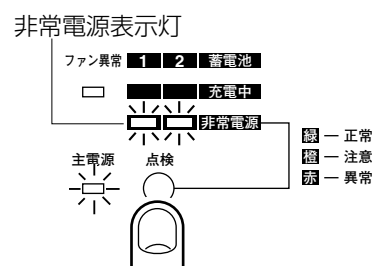 非常電源表示灯
ファン異常 1 2 蓄電池
充電中
非常電源
緑 ― 正常
橙 ― 注意
赤 ― 異常
主電源 点検